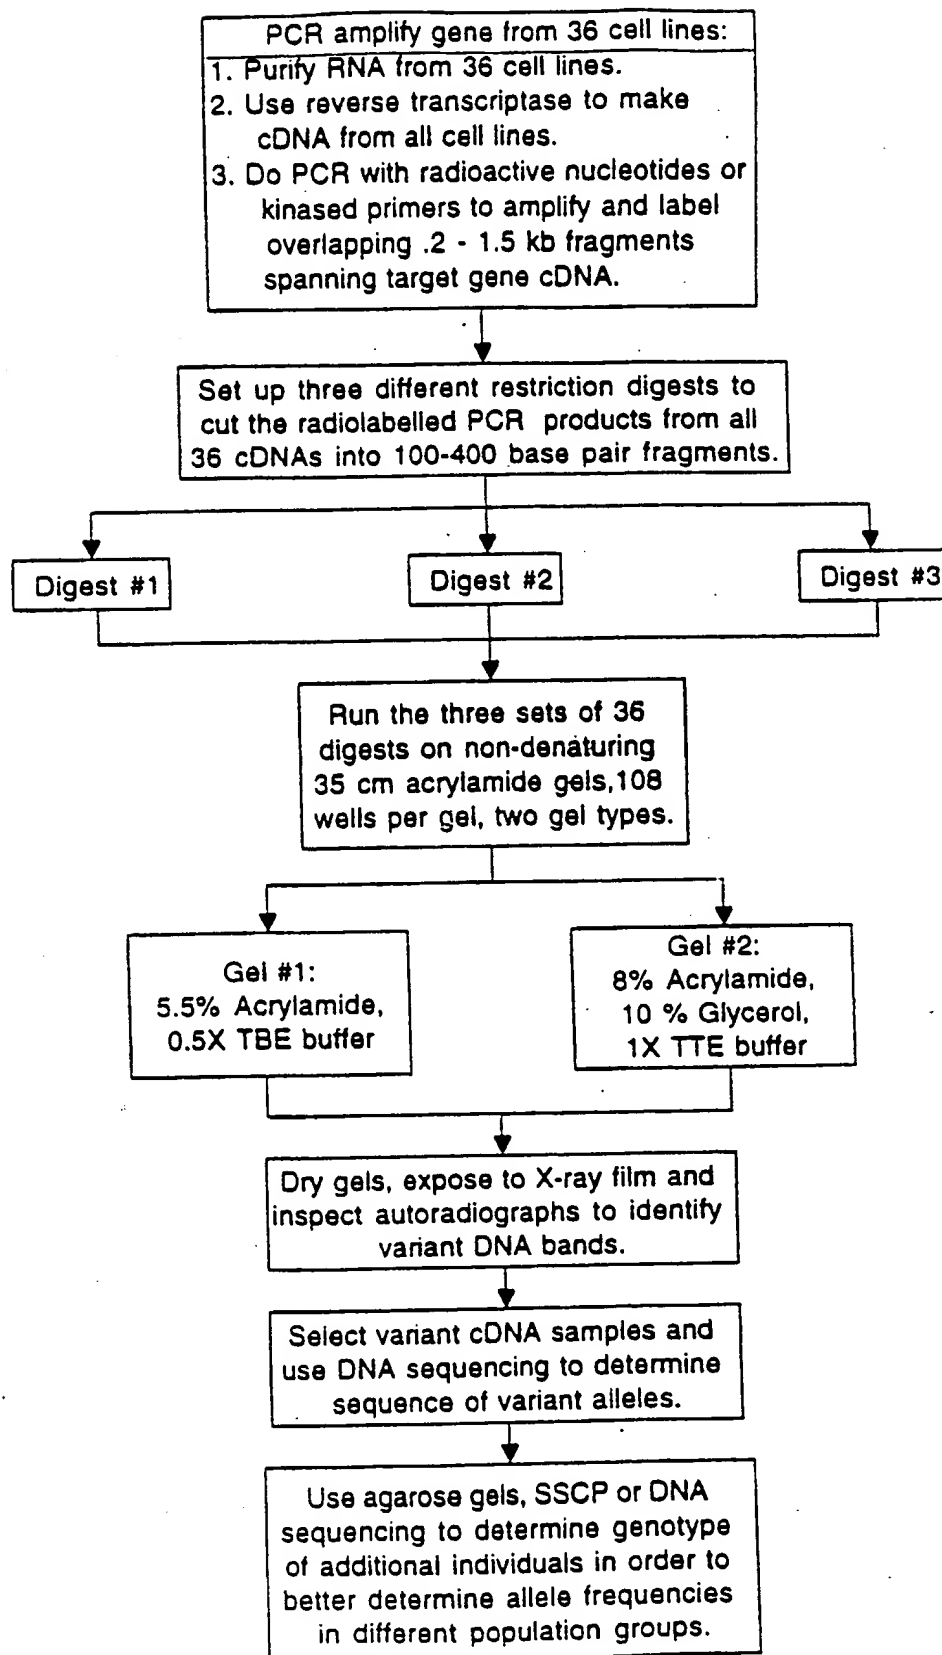 PCR amplify gene from 36 cell lines:
1. Purify RNA from 36 cell lines.
2. Use reverse transcriptase to make
cDNA from all cell lines.
3. Do PCR with radioactive nucleotides or
kinased primers to amplify and label
overlapping .2 - 1.5 kb fragments
spanning target gene cDNA.
Set up three different restriction digests to
cut the radiolabelled PCR products from all
36 cDNAs into 100-400 base pair fragments.
Digest #1
Digest #2
Digest #3
Run the three sets of 36
digests on non-denaturing
35 cm acrylamide gels,108
wells per gel, two gel types.
Gel #1:
5.5% Acrylamide,
0.5X TBE buffer
Gel #2:
8% Acrylamide,
10 % Glycerol,
1X TTE buffer
Dry gels, expose to X-ray film and
inspect autoradiographs to identify
variant DNA bands.
Select variant cDNA samples and
use DNA sequencing to determine
sequence of variant alleles.
Use agarose gels, SSCP or DNA
sequencing to determine genotype
of additional individuals in order to
better determine allele frequencies
in different population groups.